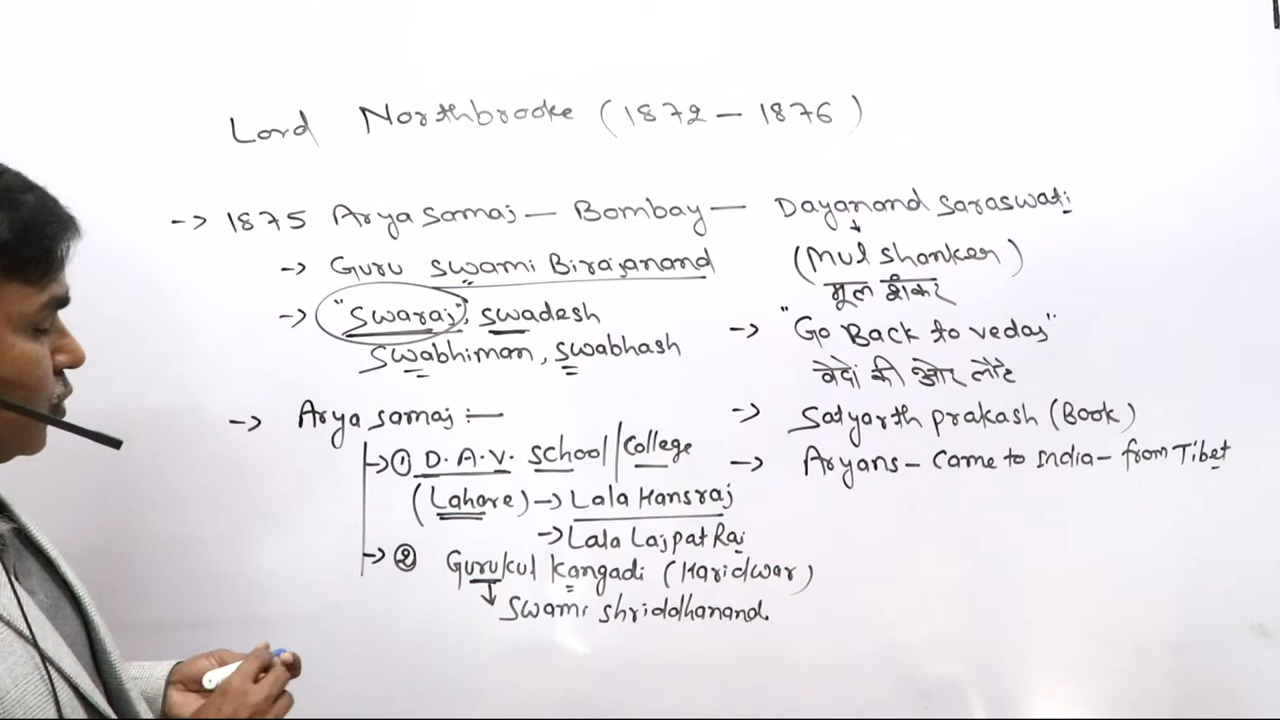 Lord Northbrooke (1872 – 1876)
-> 1875 Arya samaj – Bombay – Dayanand saraswati
-> Guru swami Birajanand
(Mul shanker)
मूल शंकर
-> "Swaraj", swadesh
swabhiman, swabhash
-> "Go Back to vedas"
वेदो की ओर लौटे
-> Arya samaj :-
-> ① D.A.V. school/College
(Lahore) -> Lala Hansraj
-> Lala Lajpat Rai
-> ② Gurukul kangadi (Haridwar)
swami shriddhanand
-> Satyarth prakash (Book)
-> Aryans – Came to India – from Tibet